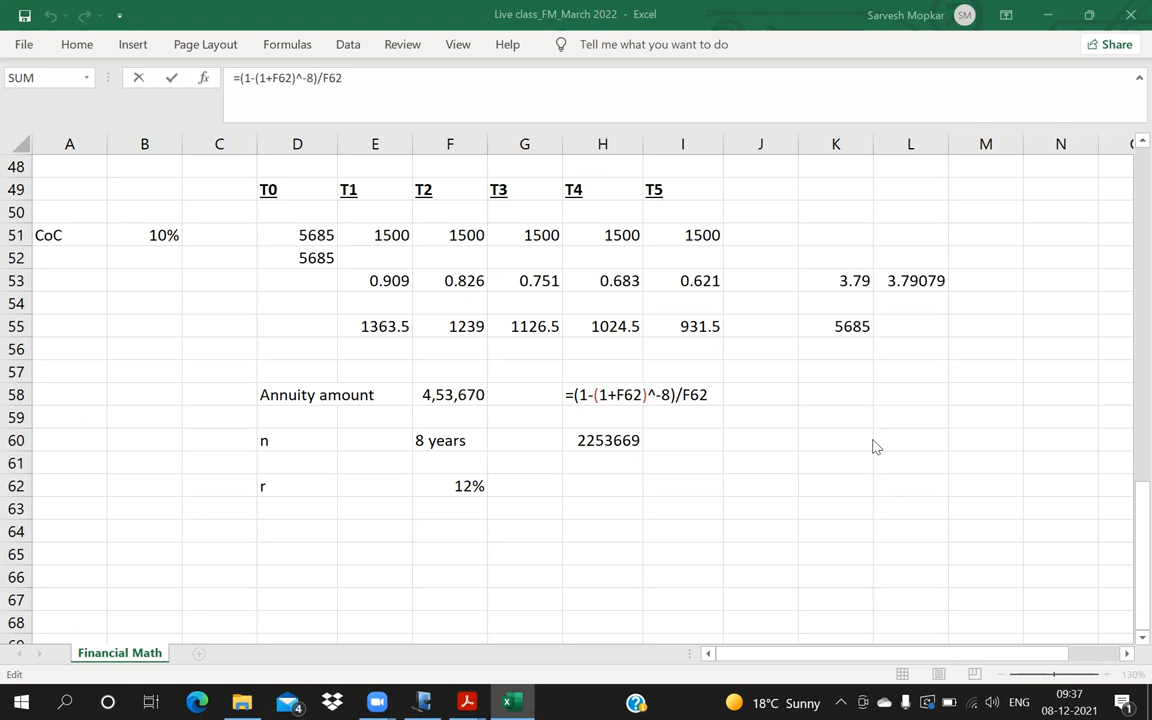 Live class_FM_March 2022 - Excel
Sarvesh Mopkar SM
File Home Insert Page Layout Formulas Data Review View Help Tell me what you want to do Share
SUM fx =(1-(1+F62)^-8)/F62
A B C D E F G H I J K L M N
48
49 T0 T1 T2 T3 T4 T5
50
51 CoC 10% 5685 1500 1500 1500 1500 1500
52 5685
53 0.909 0.826 0.751 0.683 0.621 3.79 3.79079
54
55 1363.5 1239 1126.5 1024.5 931.5 5685
56
57
58 Annuity amount 4,53,670 =(1-(1+F62)^-8)/F62
59
60 n 8 years 2253669
61
62 r 12%
63
64
65
66
67
68
Financial Math
Edit 130%
4 18°C Sunny ENG 09:37
08-12-2021 1